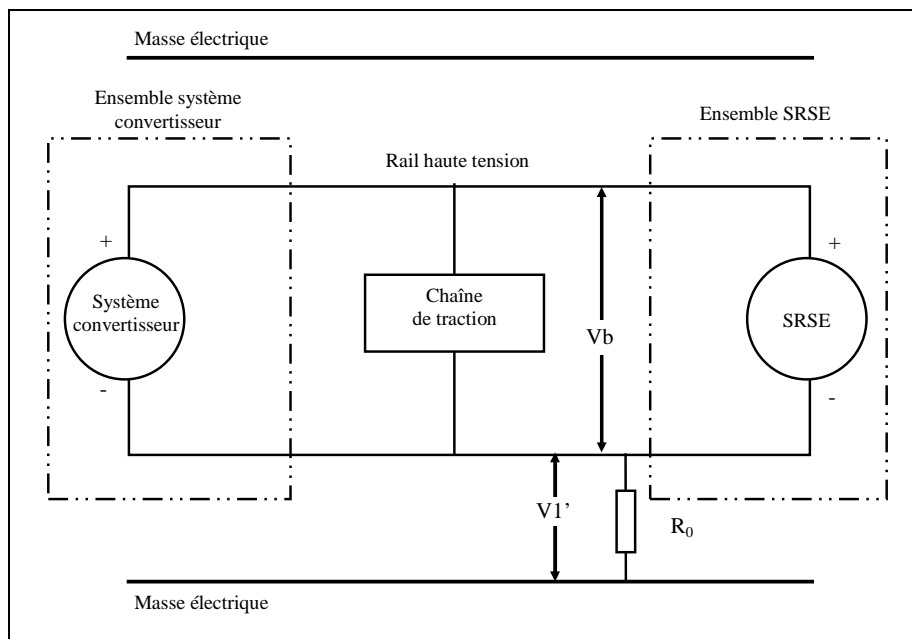 Masse électrique
Ensemble système
convertisseur
Ensemble SRSE
Rail haute tension
+
+
Système
convertisseur
Chaîne
de traction
Vb
SRSE
-
-
V1’
R0
Masse électrique